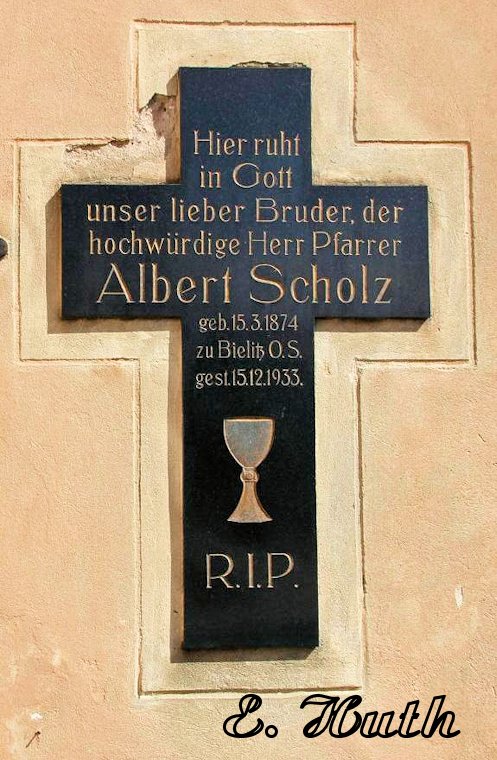 Hier ruht
in Gott
unser lieber Bruder, der
hochwürdige Herr Pfarrer
Albert Scholz
geb. 15.3.1874
zu Bielitz O.S.
gest. 15.12.1933.
R.I.P.
E. Huth